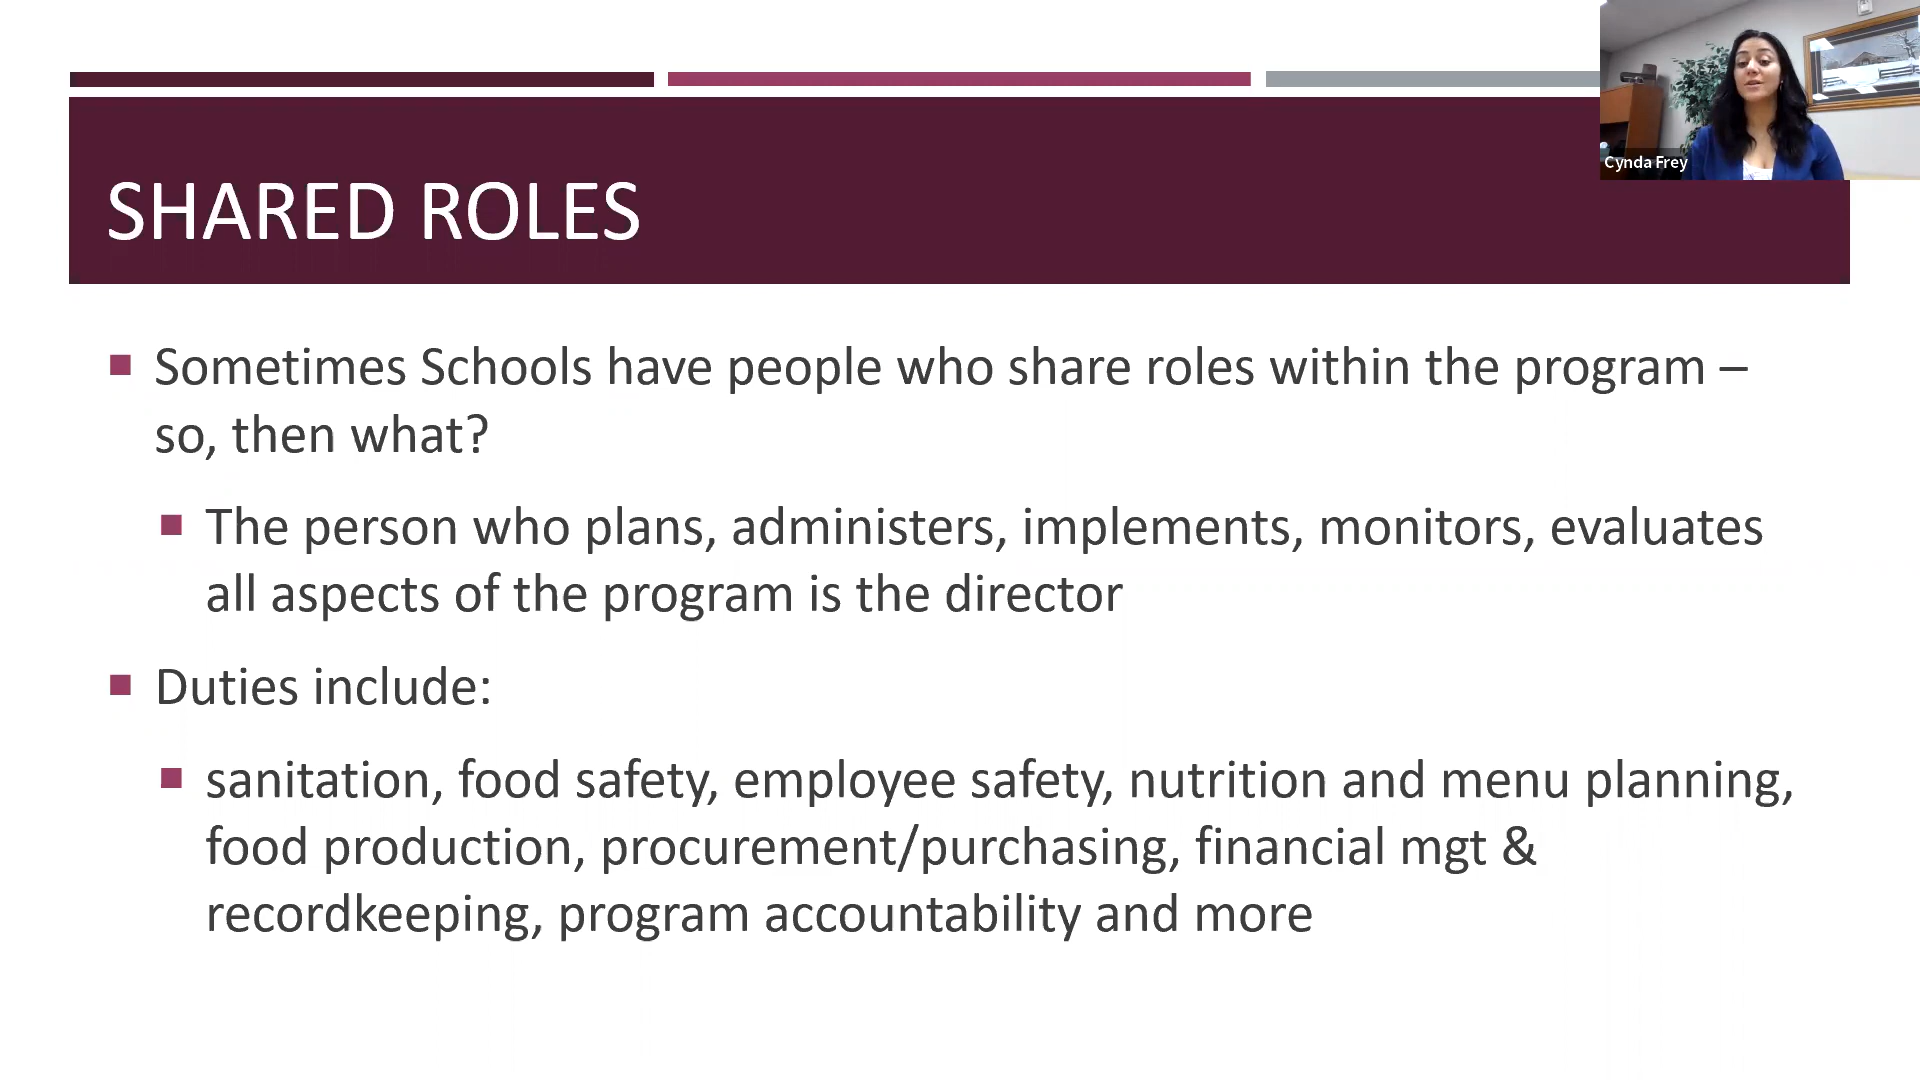 Cynda Frey
SHARED ROLES
Sometimes Schools have people who share roles within the program –
so, then what?
The person who plans, administers, implements, monitors, evaluates
all aspects of the program is the director
Duties include:
sanitation, food safety, employee safety, nutrition and menu planning,
food production, procurement/purchasing, financial mgt &
recordkeeping, program accountability and more